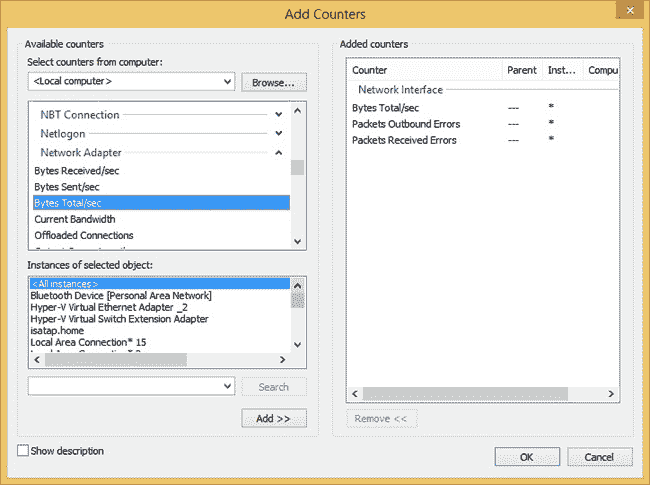 Add Counters
Available counters
Select counters from computer:
<Local computer>
Browse...
NBT Connection
Netlogon
Network Adapter
Bytes Received/sec
Bytes Sent/sec
Bytes Total/sec
Current Bandwidth
Offloaded Connections
Instances of selected object:
<All instances>
Bluetooth Device [Personal Area Network]
Hyper-V Virtual Ethernet Adapter _2
Hyper-V Virtual Switch Extension Adapter
isatap.home
Local Area Connection* 15
Search
Add >>
Show description
Added counters
Counter Parent Inst... Compu
Network Interface
Bytes Total/sec --- *
Packets Outbound Errors --- *
Packets Received Errors --- *
Remove <<
OK
Cancel